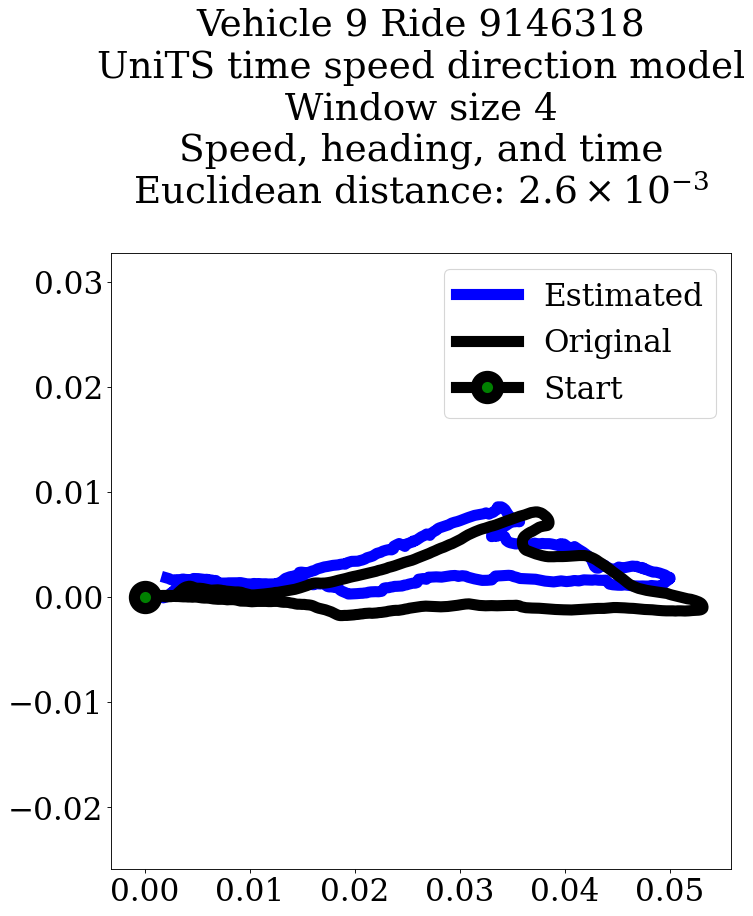 Vehicle 9 Ride 9146318
UniTS time speed direction model
Window size 4
Speed, heading, and time
Euclidean distance: 2.6 × 10⁻³
Estimated
Original
Start
0.03
0.02
0.01
0.00
−0.01
−0.02
0.00 0.01 0.02 0.03 0.04 0.05